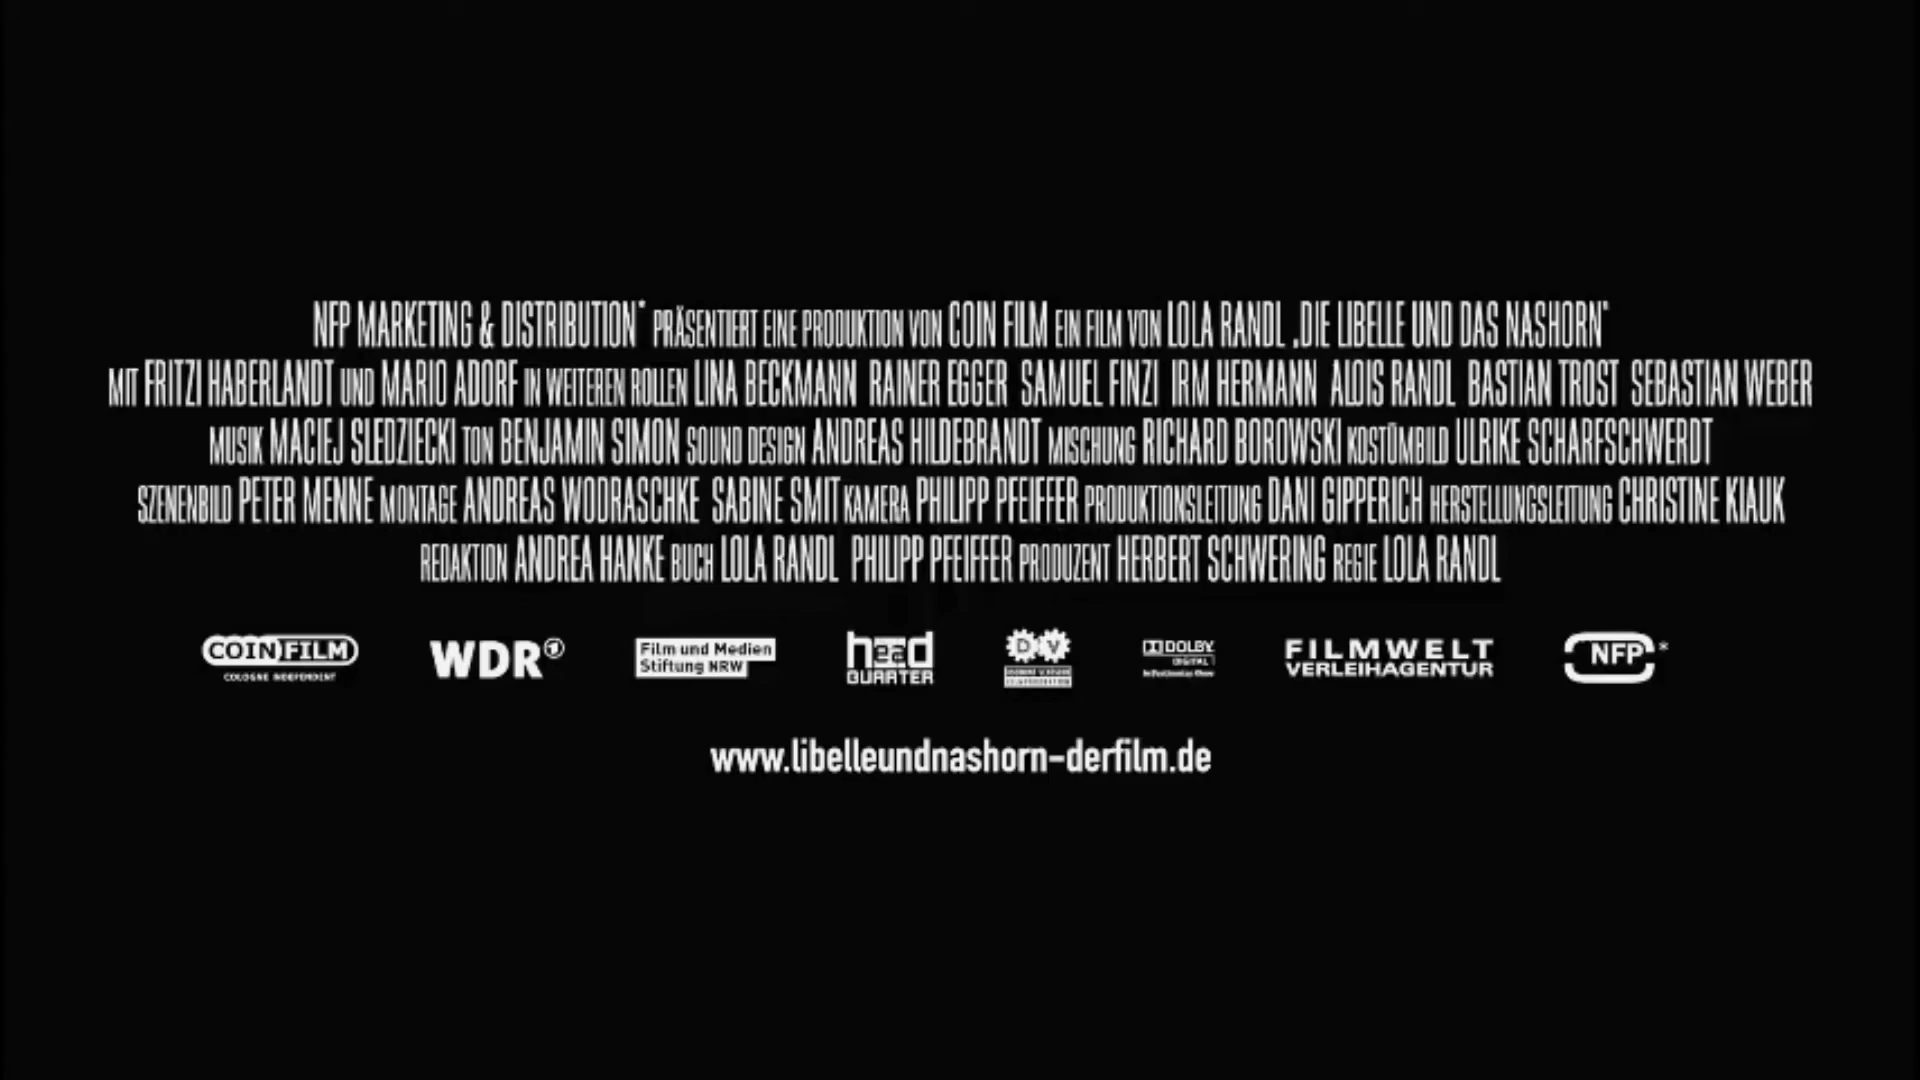 NFP MARKETING & DISTRIBUTION* PRÄSENTIERT EINE PRODUKTION VON COIN FILM EIN FILM VON LOLA RANDL „DIE LIBELLE UND DAS NASHORN"
MIT FRITZI HABERLANDT UND MARIO ADORF IN WEITEREN ROLLEN LINA BECKMANN RAINER EGGER SAMUEL FINZI IRM HERMANN ALOIS RANDL BASTIAN TROST SEBASTIAN WEBER
MUSIK MACIEJ SLEDZIECKI TON BENJAMIN SIMON SOUND DESIGN ANDREAS HILDEBRANDT MISCHUNG RICHARD BOROWSKI KOSTÜMBILD ULRIKE SCHARFSCHWERDT
SZENENBILD PETER MENNE MONTAGE ANDREAS WODRASCHKE SABINE SMIT KAMERA PHILIPP PFEIFFER PRODUKTIONSLEITUNG DANI GIPPERICH HERSTELLUNGSLEITUNG CHRISTINE KIAUK
REDAKTION ANDREA HANKE BUCH LOLA RANDL PHILIPP PFEIFFER PRODUZENT HERBERT SCHWERING REGIE LOLA RANDL
COIN FILM WDR Film und Medien head DV DOLBY FILMWELT NFP*
COLOGNE INDEPENDENT Stiftung NRW QUARTER DIGITAL VERLEIHAGENTUR
www.libelleundnashorn-derfilm.de